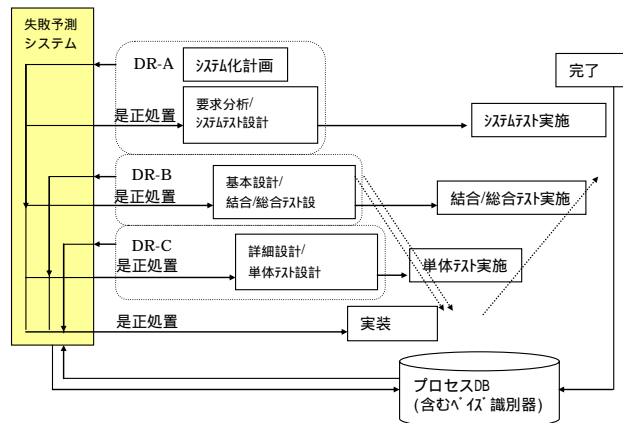 失敗予測
システム
DR-A
システム化計画
完了
是正処置
要求分析/
システムテスト設計
システムテスト実施
DR-B
是正処置
基本設計/
結合/総合テスト設
結合/総合テスト実施
DR-C
是正処置
詳細設計/
単体テスト設計
単体テスト実施
是正処置
実装
プロセスDB
(含むベイズ識別器)